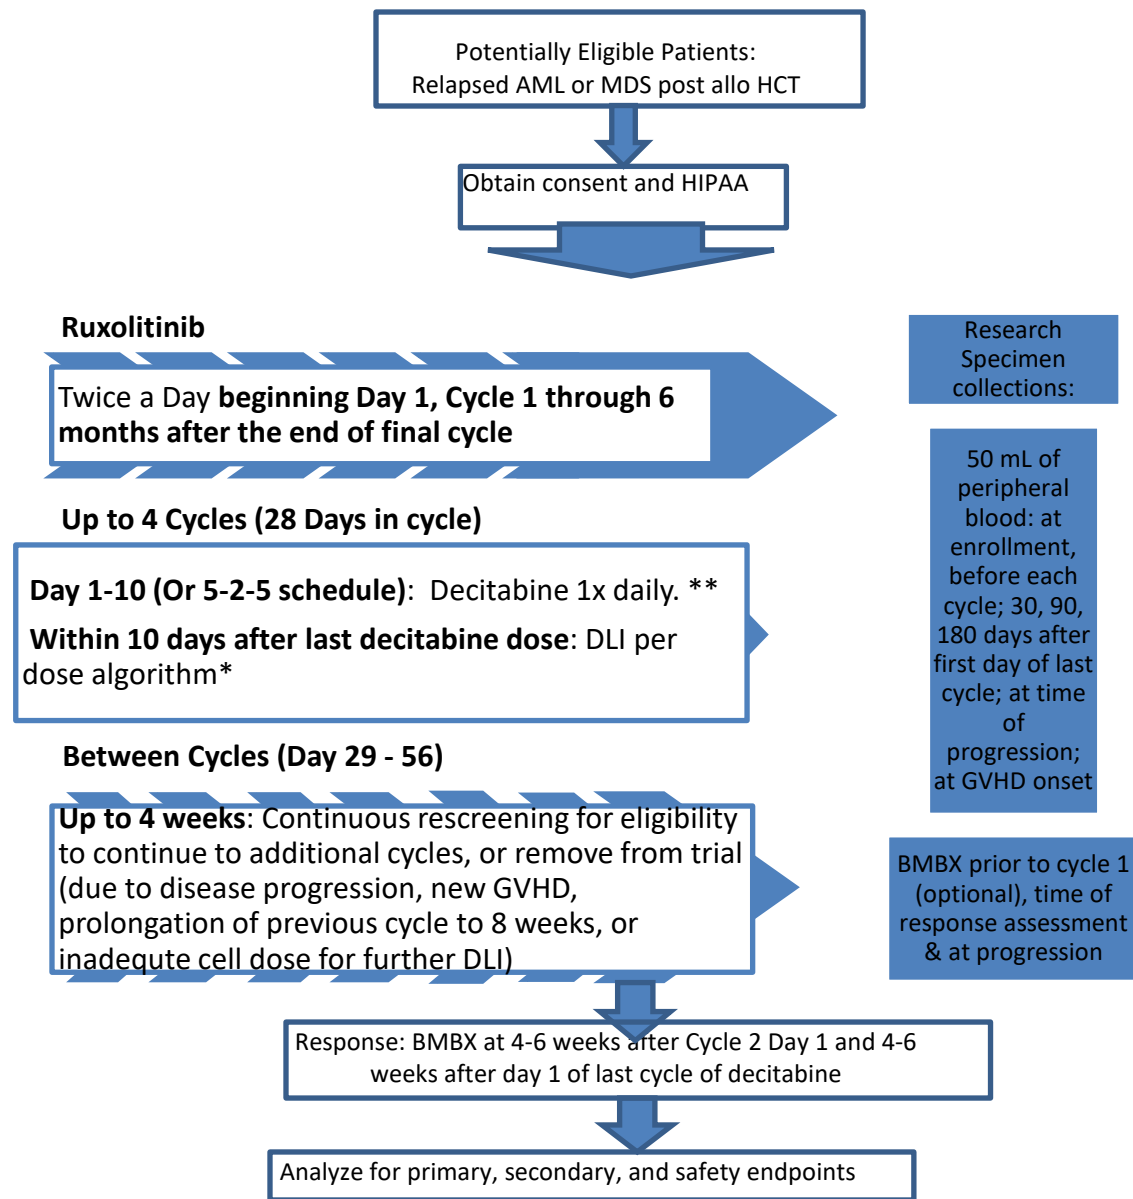 Potentially Eligible Patients:
Relapsed AML or MDS post allo HCT
Obtain consent and HIPAA
Ruxolitinib
Twice a Day beginning Day 1, Cycle 1 through 6
months after the end of final cycle
Up to 4 Cycles (28 Days in cycle)
Day 1-10 (Or 5-2-5 schedule): Decitabine 1x daily. **
Within 10 days after last decitabine dose: DLI per
dose algorithm*
Between Cycles (Day 29 - 56)
Up to 4 weeks: Continuous rescreening for eligibility
to continue to additional cycles, or remove from trial
(due to disease progression, new GVHD,
prolongation of previous cycle to 8 weeks, or
inadequte cell dose for further DLI)
Research
Specimen
collections:
50 mL of
peripheral
blood: at
enrollment,
before each
cycle; 30, 90,
180 days after
first day of last
cycle; at time
of
progression;
at GVHD onset
BMBX prior to cycle 1
(optional), time of
response assessment
& at progression
Response: BMBX at 4-6 weeks after Cycle 2 Day 1 and 4-6
weeks after day 1 of last cycle of decitabine
Analyze for primary, secondary, and safety endpoints